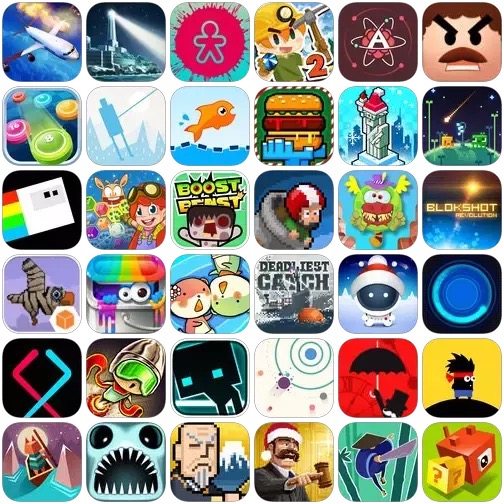 2
A
BOOST
BEAST
BLOKSHOT
REVOLUTION
DEADLIEST
CATCH
? ?